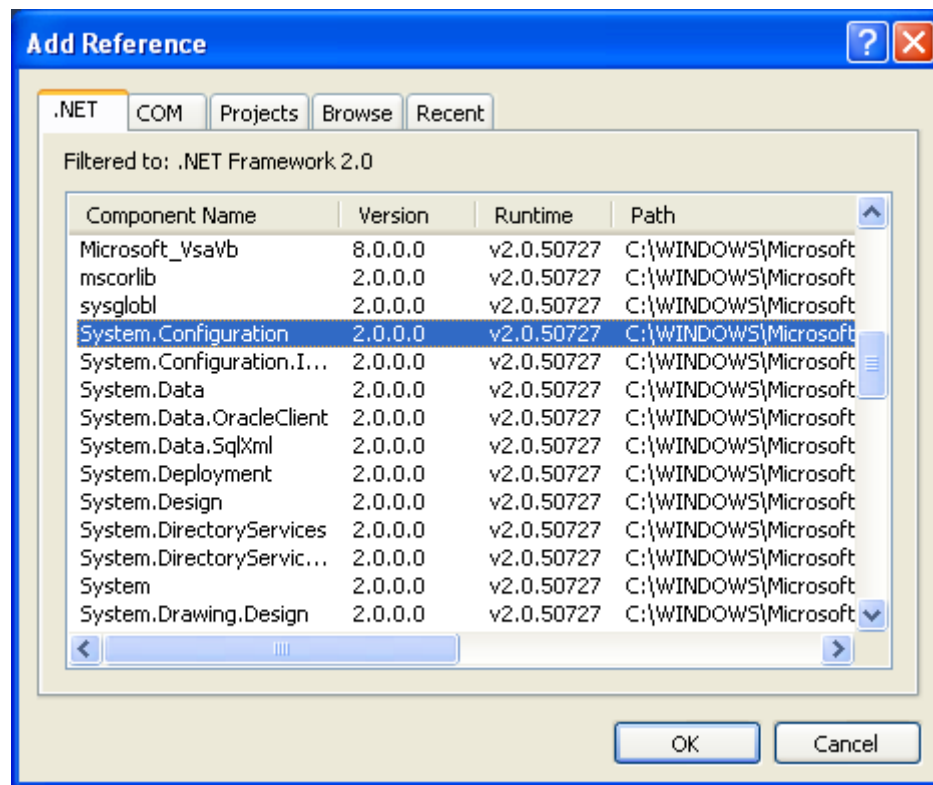 Add Reference
.NET COM Projects Browse Recent
Filtered to: .NET Framework 2.0
Component Name Version Runtime Path
Microsoft_VsaVb 8.0.0.0 v2.0.50727 C:\WINDOWS\Microsoft
mscorlib 2.0.0.0 v2.0.50727 C:\WINDOWS\Microsoft
sysglobl 2.0.0.0 v2.0.50727 C:\WINDOWS\Microsoft
System.Configuration 2.0.0.0 v2.0.50727 C:\WINDOWS\Microsoft
System.Configuration.I... 2.0.0.0 v2.0.50727 C:\WINDOWS\Microsoft
System.Data 2.0.0.0 v2.0.50727 C:\WINDOWS\Microsoft
System.Data.OracleClient 2.0.0.0 v2.0.50727 C:\WINDOWS\Microsoft
System.Data.SqlXml 2.0.0.0 v2.0.50727 C:\WINDOWS\Microsoft
System.Deployment 2.0.0.0 v2.0.50727 C:\WINDOWS\Microsoft
System.Design 2.0.0.0 v2.0.50727 C:\WINDOWS\Microsoft
System.DirectoryServices 2.0.0.0 v2.0.50727 C:\WINDOWS\Microsoft
System.DirectoryServic... 2.0.0.0 v2.0.50727 C:\WINDOWS\Microsoft
System 2.0.0.0 v2.0.50727 C:\WINDOWS\Microsoft
System.Drawing.Design 2.0.0.0 v2.0.50727 C:\WINDOWS\Microsoft
OK Cancel